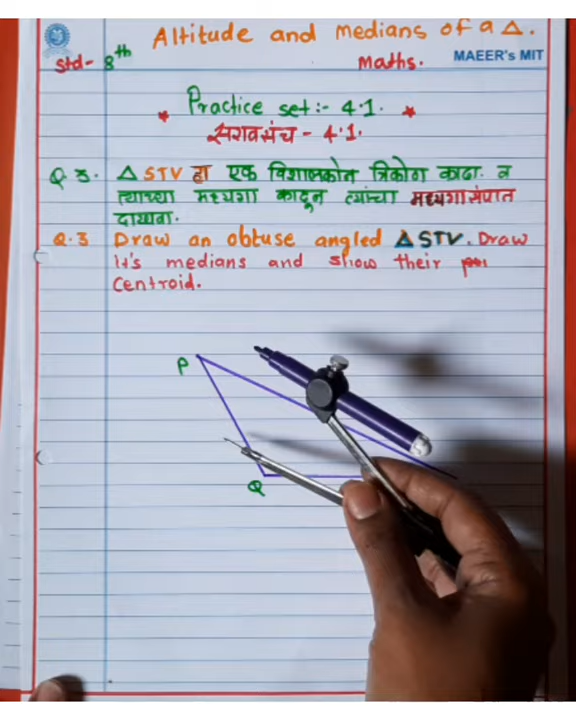 Altitude and medians of a Δ.
Std- 8th Maths. MAEER's MIT
* Practice set:- 4.1. *
सरावसंच - 4.1.
Q 3. Δ STV हा एक विशालकोन त्रिकोण काढा. व
त्याच्या मध्यगा काढून त्यांचा मध्यगासंपात
दाखवा.
Q.3 Draw an obtuse angled Δ STV. Draw
it's medians and show their
Centroid.
P
Q